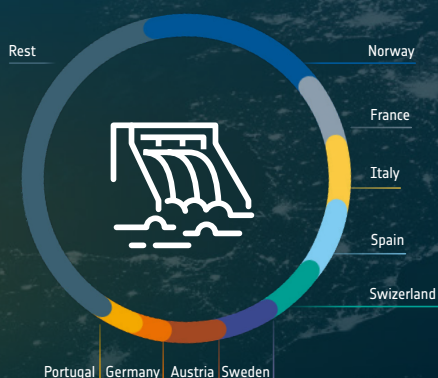 Rest
Norway
France
Italy
Spain
Swizerland
Portugal Germany Austria Sweden